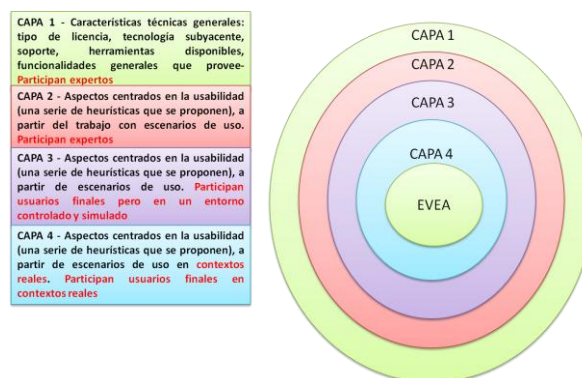 CAPA 1 - Características técnicas generales:
tipo de licencia, tecnología subyacente,
soporte, herramientas disponibles,
funcionalidades generales que provee-
Participan expertos
CAPA 2 - Aspectos centrados en la usabilidad
(una serie de heurísticas que se proponen), a
partir del trabajo con escenarios de uso.
Participan expertos
CAPA 3 - Aspectos centrados en la usabilidad
(una serie de heurísticas que se proponen), a
partir de escenarios de uso. Participan
usuarios finales pero en un entorno
controlado y simulado
CAPA 4 - Aspectos centrados en la usabilidad
(una serie de heurísticas que se proponen), a
partir de escenarios de uso en contextos
reales. Participan usuarios finales en
contextos reales
CAPA 1
CAPA 2
CAPA 3
CAPA 4
EVEA